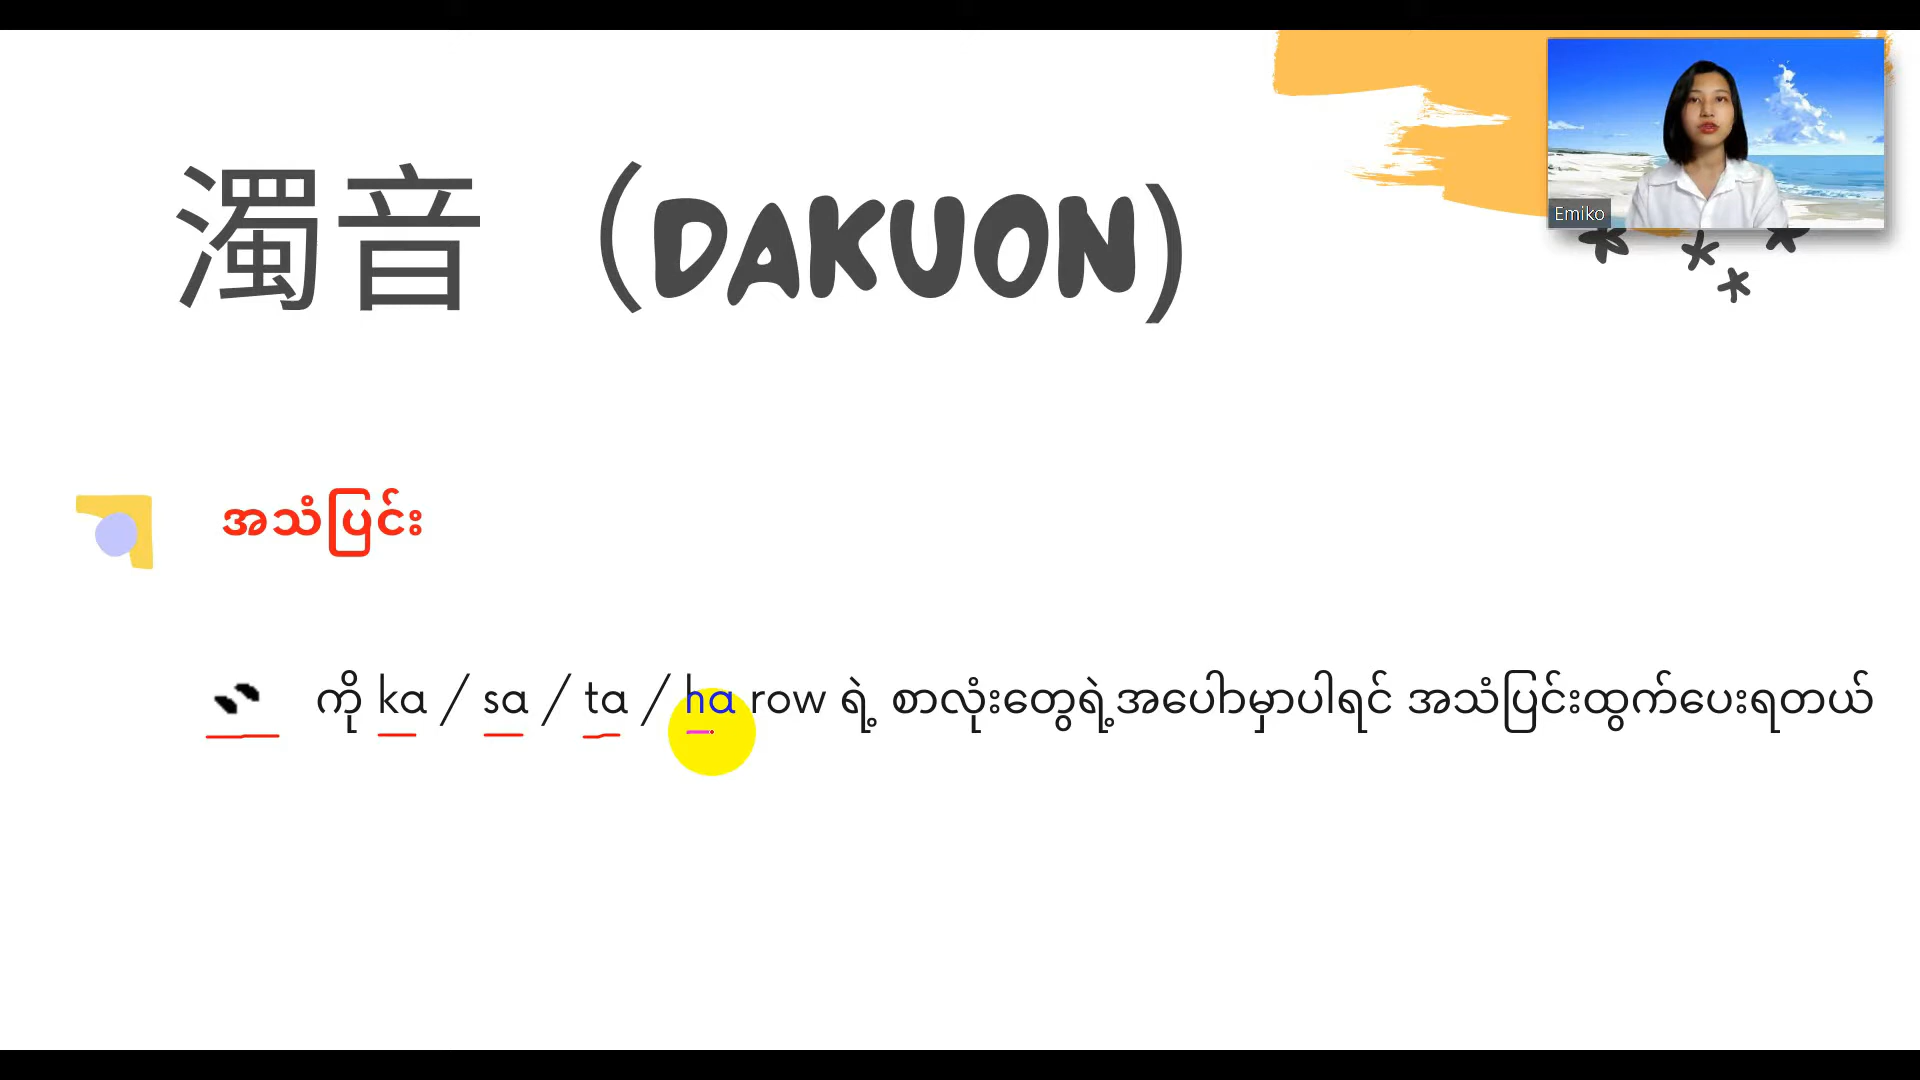 濁音 (DAKUON)
Emiko
အသံပြင်း
〃 ကို ka / sa / ta / ha row ရဲ့ စာလုံးတွေရဲ့အပေါ်မှာပါရင် အသံပြင်းထွက်ပေးရတယ်